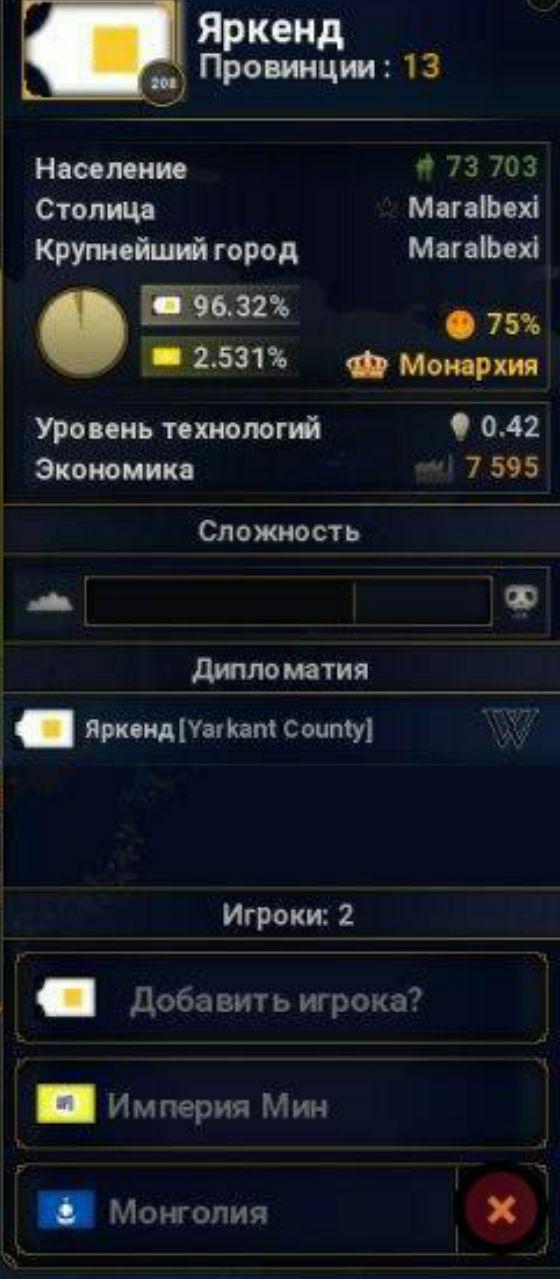 Яркенд
Провинции : 13
208
Население 73 703
Столица Maralbexi
Крупнейший город Maralbexi
96.32%
75%
2.531%
Монархия
Уровень технологий 0.42
Экономика 7 595
Сложность
Дипломатия
Яркенд [Yarkant County] W
Игроки: 2
Добавить игрока?
Империя Мин
Монголия